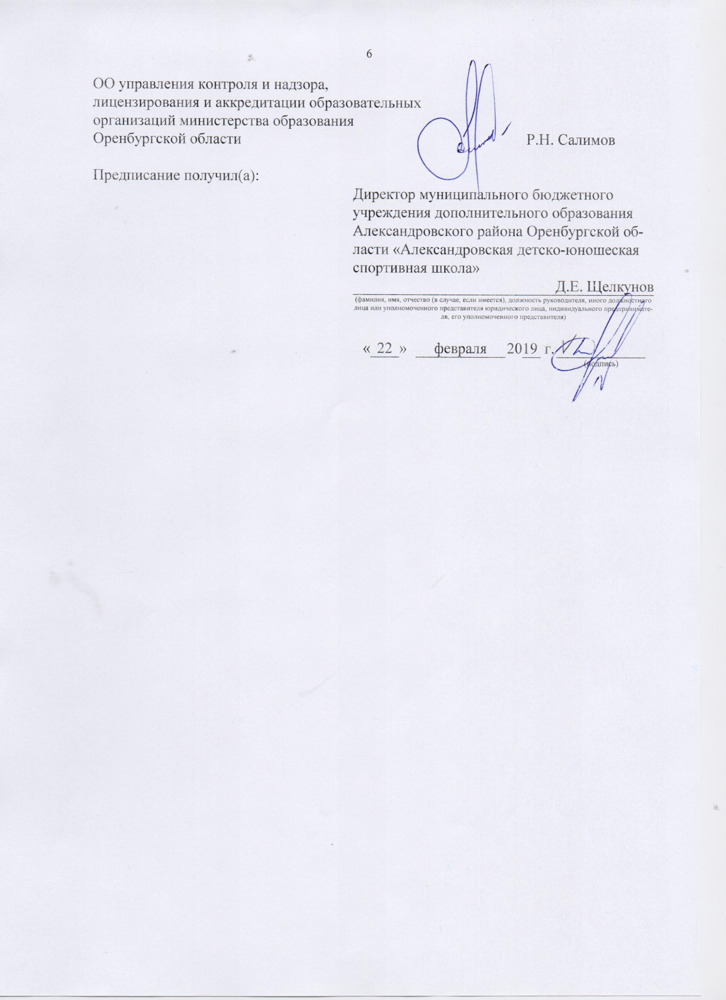 6
ОО управления контроля и надзора,
лицензирования и аккредитации образовательных
организаций министерства образования
Оренбургской области
Р.Н. Салимов
Предписание получил(а):
Директор муниципального бюджетного
учреждения дополнительного образования
Александровского района Оренбургской об-
ласти «Александровская детско-юношеская
спортивная школа»
Д.Е. Щелкунов
(фамилия, имя, отчество (в случае, если имеется), должность руководителя, иного должностного
лица или уполномоченного представителя юридического лица, индивидуального предпринимате-
ля, его уполномоченного представителя)
« 22 » февраля 2019 г.
(подпись)